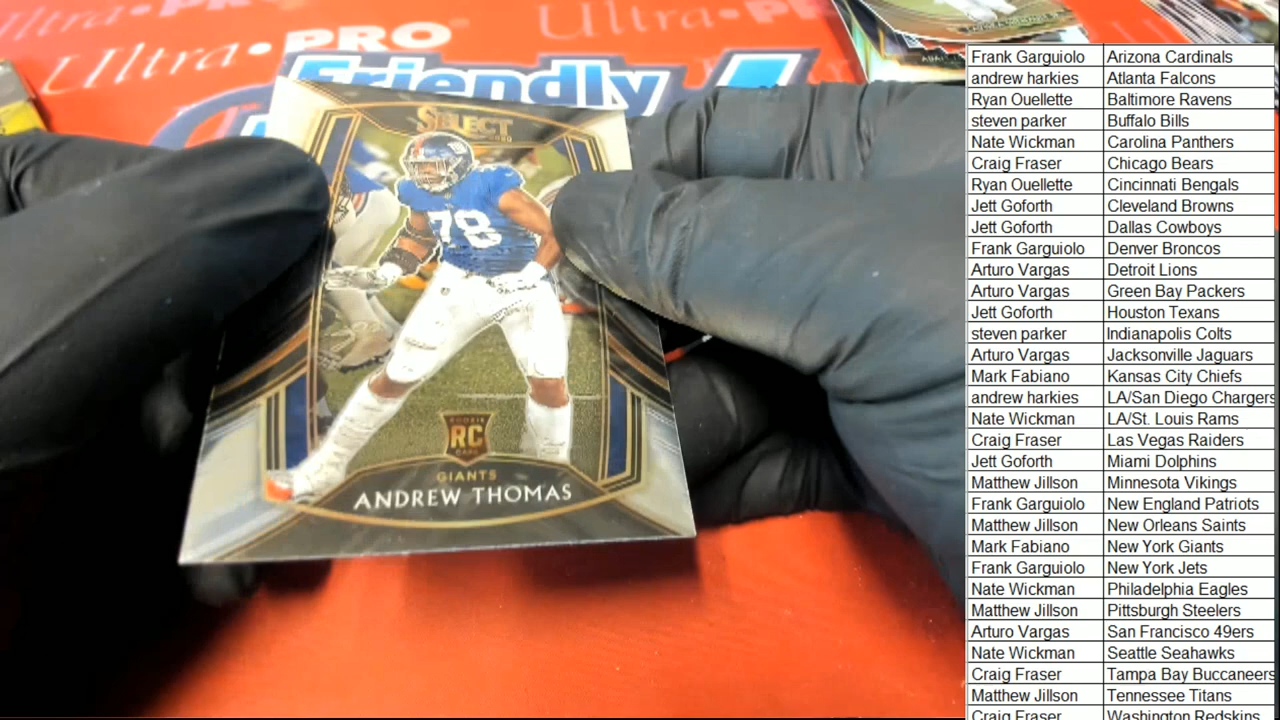 Ultra•PRO
Ultra•PRO
Friendly
SELECT
2020
78
ROOKIE
RC
CARD
GIANTS
ANDREW THOMAS
Frank Garguiolo Arizona Cardinals
andrew harkies Atlanta Falcons
Ryan Ouellette Baltimore Ravens
steven parker Buffalo Bills
Nate Wickman Carolina Panthers
Craig Fraser Chicago Bears
Ryan Ouellette Cincinnati Bengals
Jett Goforth Cleveland Browns
Jett Goforth Dallas Cowboys
Frank Garguiolo Denver Broncos
Arturo Vargas Detroit Lions
Arturo Vargas Green Bay Packers
Jett Goforth Houston Texans
steven parker Indianapolis Colts
Arturo Vargas Jacksonville Jaguars
Mark Fabiano Kansas City Chiefs
andrew harkies LA/San Diego Chargers
Nate Wickman LA/St. Louis Rams
Craig Fraser Las Vegas Raiders
Jett Goforth Miami Dolphins
Matthew Jillson Minnesota Vikings
Frank Garguiolo New England Patriots
Matthew Jillson New Orleans Saints
Mark Fabiano New York Giants
Frank Garguiolo New York Jets
Nate Wickman Philadelphia Eagles
Matthew Jillson Pittsburgh Steelers
Arturo Vargas San Francisco 49ers
Nate Wickman Seattle Seahawks
Craig Fraser Tampa Bay Buccaneers
Matthew Jillson Tennessee Titans
Craig Fraser Washington Redskins